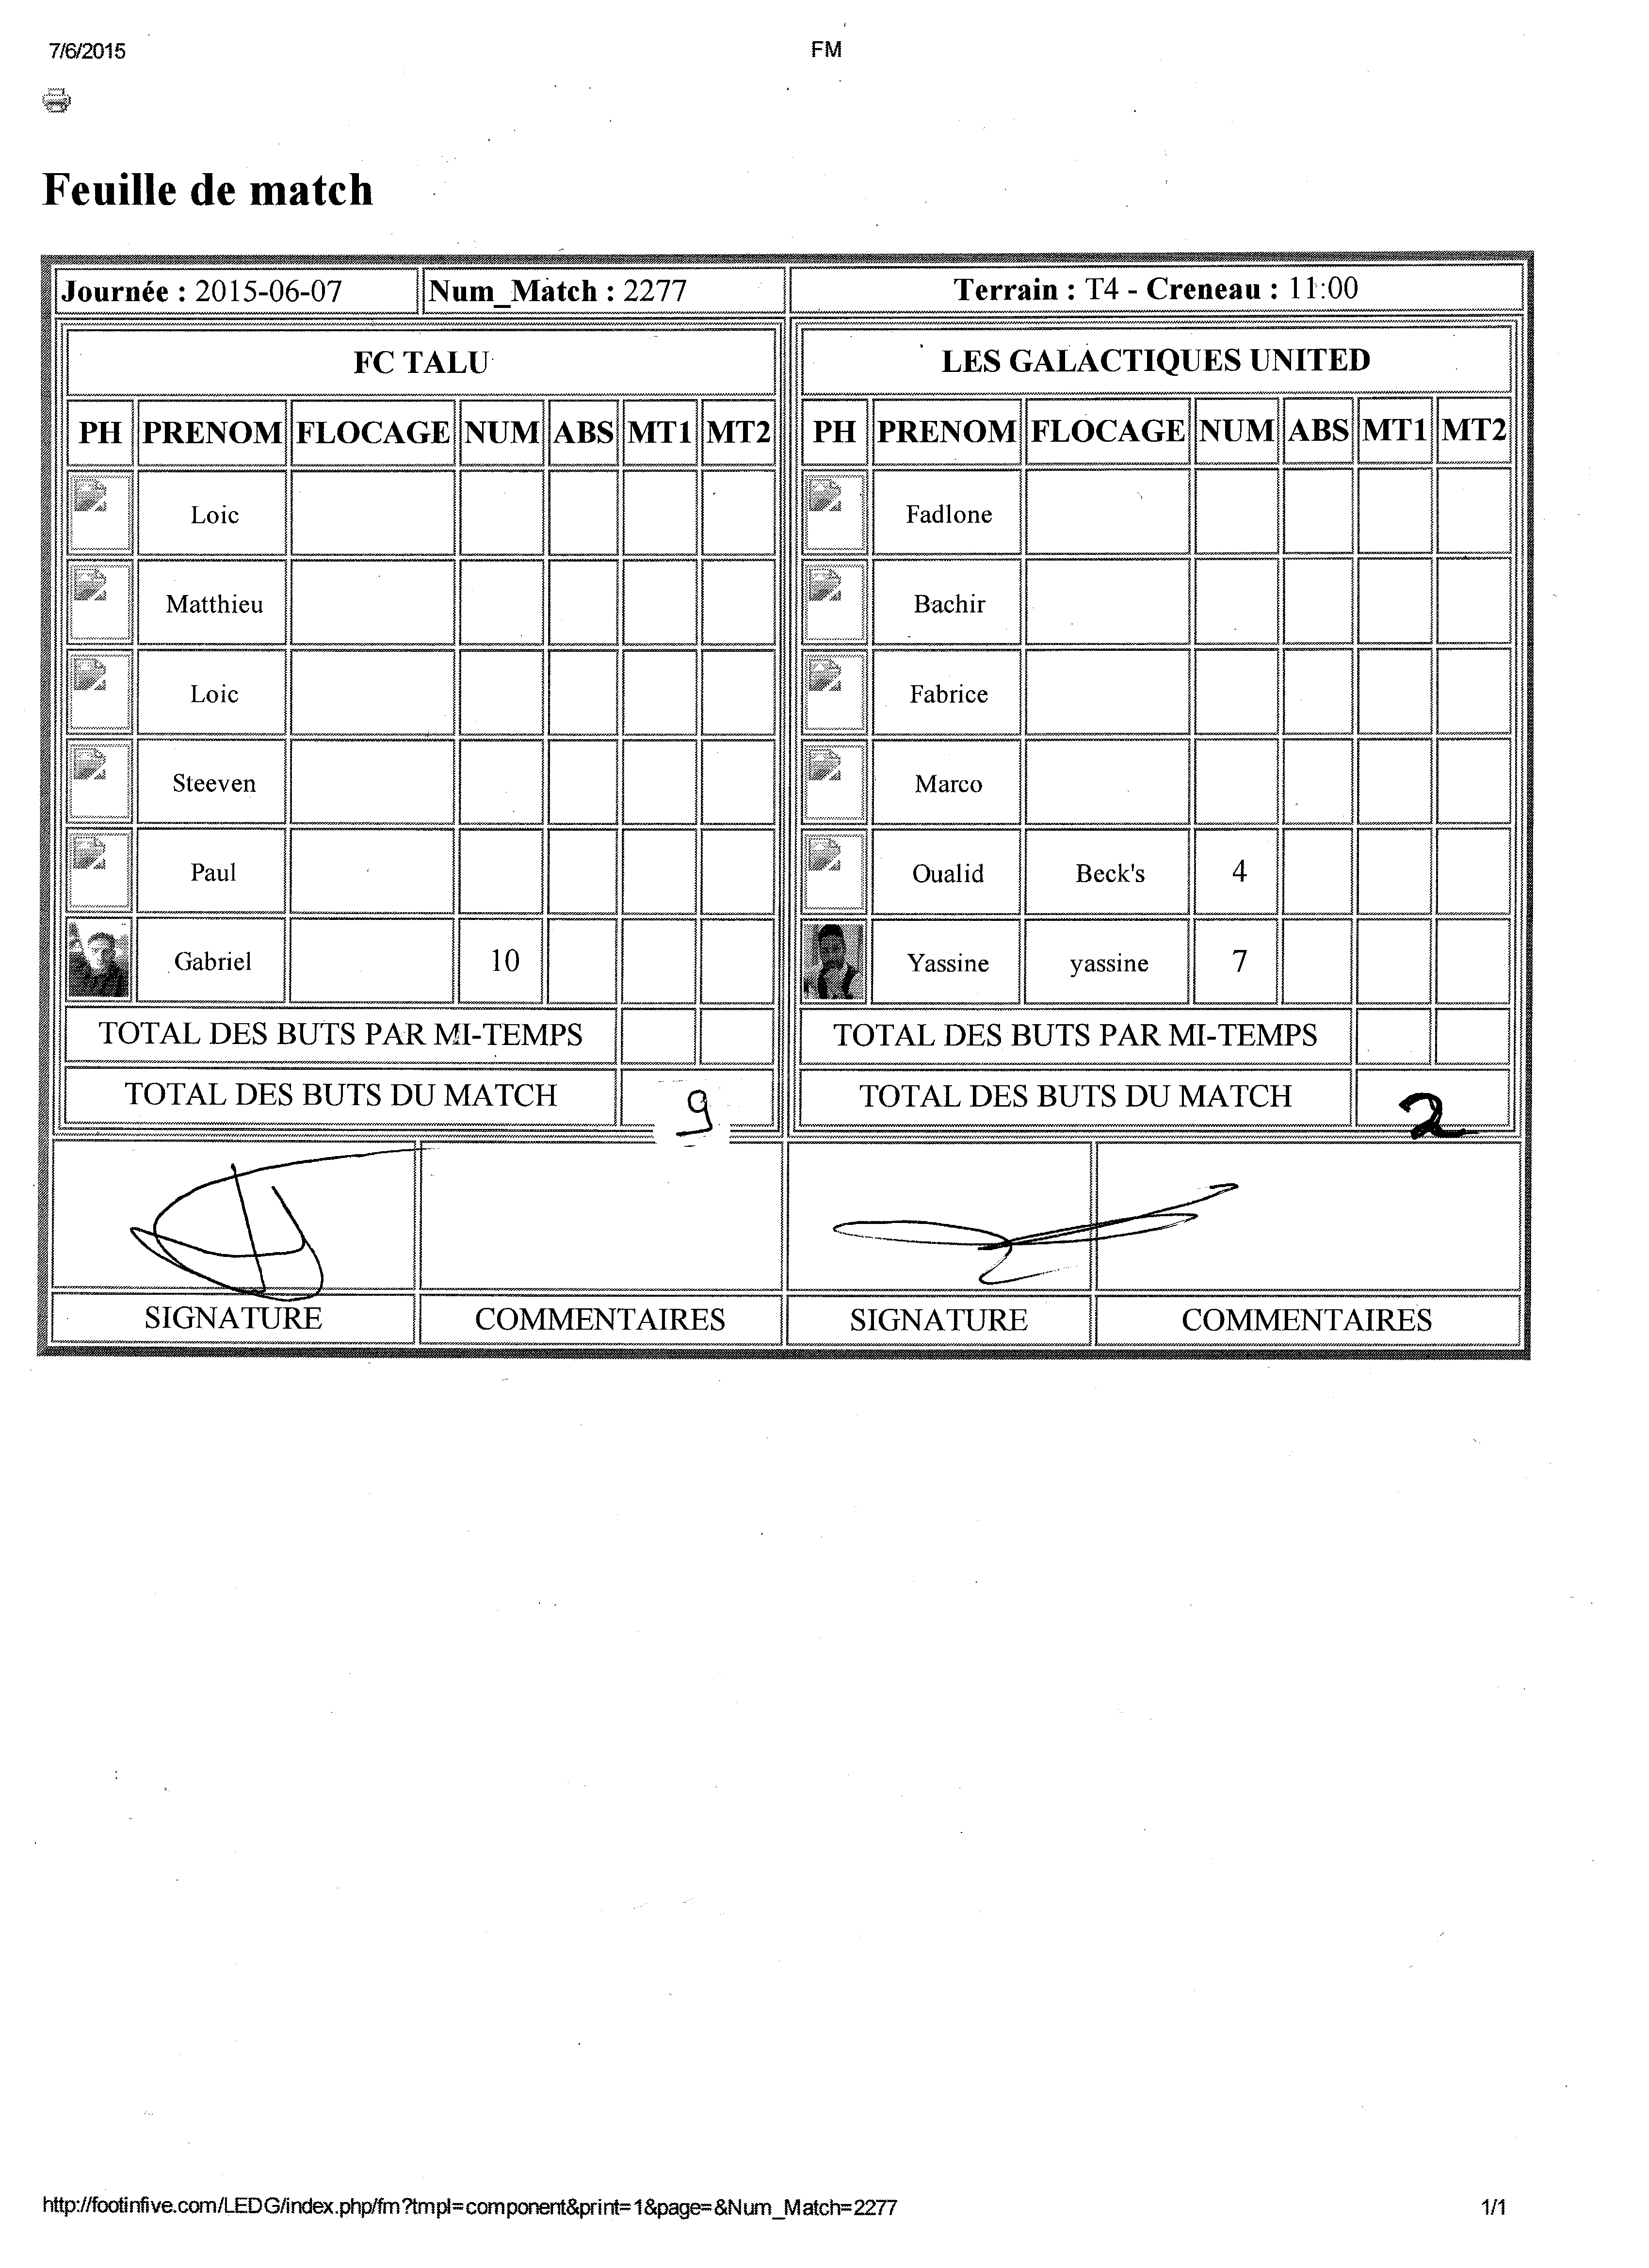 7/6/2015 FM
Feuille de match
Journée : 2015-06-07 Num_Match : 2277 Terrain : T4 - Creneau : 11:00
FC TALU LES GALACTIQUES UNITED
PH PRENOM FLOCAGE NUM ABS MT1 MT2 PH PRENOM FLOCAGE NUM ABS MT1 MT2
Loic Fadlone
Matthieu Bachir
Loic Fabrice
Steeven Marco
Paul Oualid Beck's 4
Gabriel 10 Yassine yassine 7
TOTAL DES BUTS PAR MI-TEMPS TOTAL DES BUTS PAR MI-TEMPS
TOTAL DES BUTS DU MATCH 9 TOTAL DES BUTS DU MATCH 2
SIGNATURE COMMENTAIRES SIGNATURE COMMENTAIRES
http://footinfive.com/LEDG/index.php/fm?tmpl=component&print=1&page=&Num_Match=2277 1/1